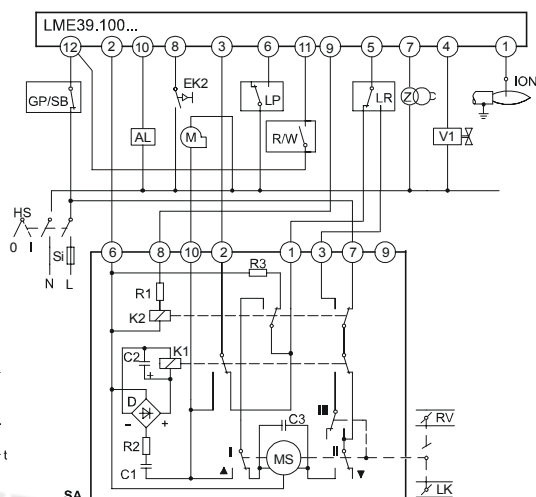 LME39.100...
12 2 10 8 3 6 11 9 5 7 4 1
EK2
ION
GP/SB
LP
LR
Z
AL
M
R/W
V1
HS
0 I
Si
N L
6 8 10 2 1 3 7 9
R3
R1
K2
C2
K1
+
D
- +
III
RV
C3
R2
I
MS
II
t
C1
SA
LK